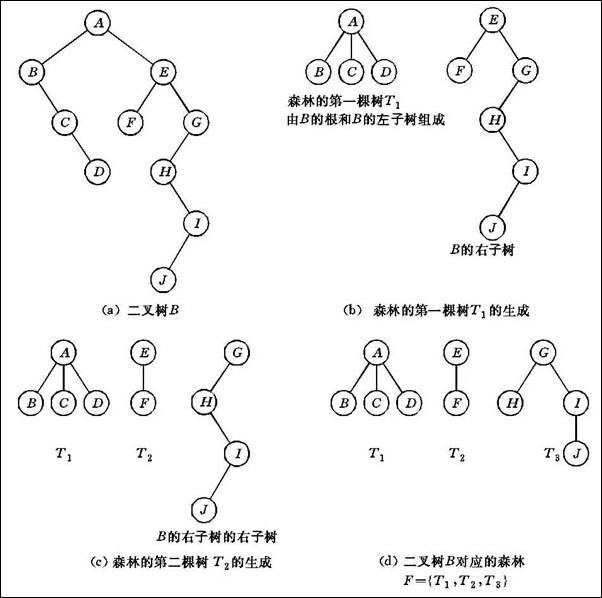 A
B
E
C
F
G
D
H
I
J
(a) 二叉树B
A
B
C
D
森林的第一棵树T₁
由B的根和B的左子树组成
E
F
G
H
I
J
B的右子树
(b) 森林的第一棵树T₁的生成
A
B
C
D
T₁
E
F
T₂
G
H
I
J
B的右子树的右子树
(c) 森林的第二棵树 T₂的生成
A
B
C
D
T₁
E
F
T₂
G
H
I
T₃
J
(d) 二叉树B对应的森林
F={T₁,T₂,T₃}